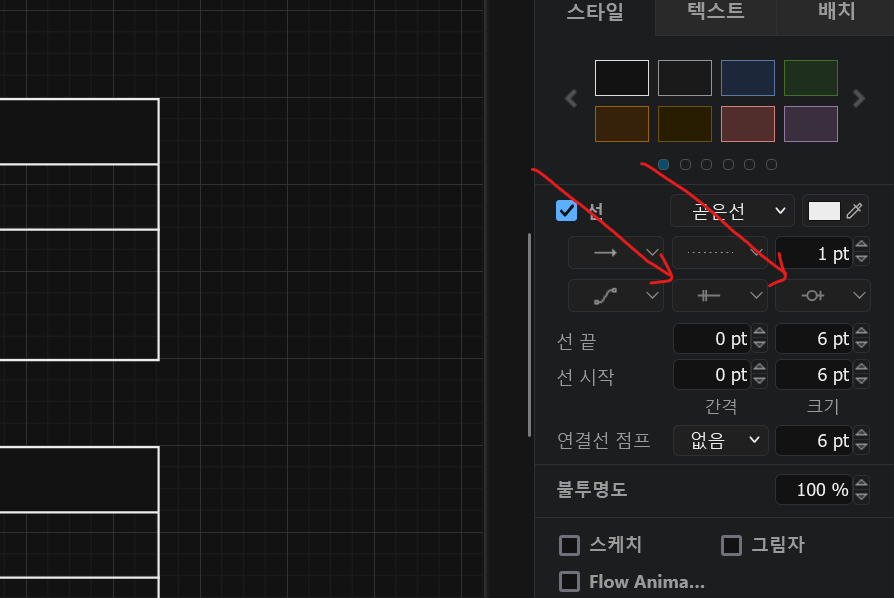 스타일 텍스트 배치
선 곧은선
1 pt
선 끝 0 pt 6 pt
선 시작 0 pt 6 pt
간격 크기
연결선 점프 없음 6 pt
불투명도 100 %
스케치 그림자
Flow Anima...